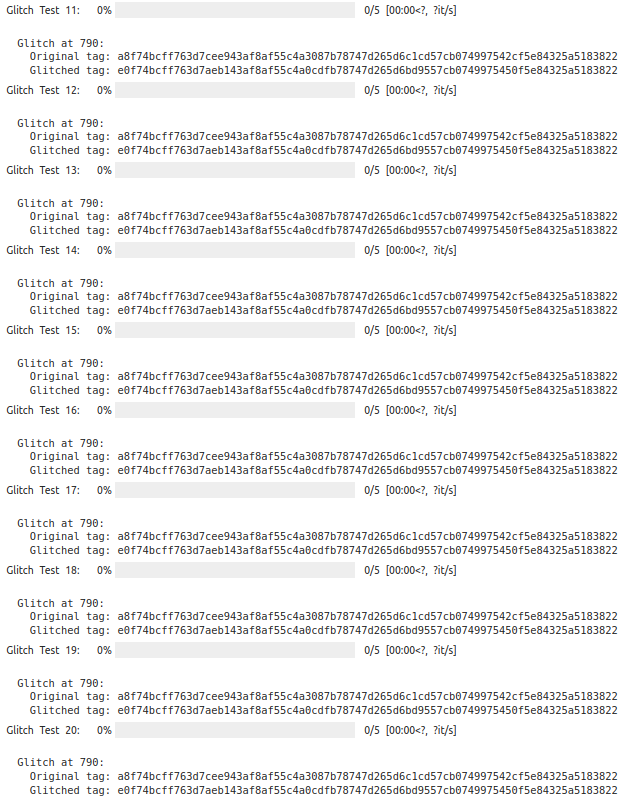 Glitch Test 11: 0% 0/5 [00:00<?, ?it/s]
Glitch at 790:
Original tag: a8f74bcff763d7cee943af8af55c4a3087b78747d265d6c1cd57cb074997542cf5e84325a5183822
Glitched tag: e0f74bcff763d7aeb143af8af55c4a0cdfb78747d265d6bd9557cb0749975450f5e84325a5183822
Glitch Test 12: 0% 0/5 [00:00<?, ?it/s]
Glitch at 790:
Original tag: a8f74bcff763d7cee943af8af55c4a3087b78747d265d6c1cd57cb074997542cf5e84325a5183822
Glitched tag: e0f74bcff763d7aeb143af8af55c4a0cdfb78747d265d6bd9557cb0749975450f5e84325a5183822
Glitch Test 13: 0% 0/5 [00:00<?, ?it/s]
Glitch at 790:
Original tag: a8f74bcff763d7cee943af8af55c4a3087b78747d265d6c1cd57cb074997542cf5e84325a5183822
Glitched tag: e0f74bcff763d7aeb143af8af55c4a0cdfb78747d265d6bd9557cb0749975450f5e84325a5183822
Glitch Test 14: 0% 0/5 [00:00<?, ?it/s]
Glitch at 790:
Original tag: a8f74bcff763d7cee943af8af55c4a3087b78747d265d6c1cd57cb074997542cf5e84325a5183822
Glitched tag: e0f74bcff763d7aeb143af8af55c4a0cdfb78747d265d6bd9557cb0749975450f5e84325a5183822
Glitch Test 15: 0% 0/5 [00:00<?, ?it/s]
Glitch at 790:
Original tag: a8f74bcff763d7cee943af8af55c4a3087b78747d265d6c1cd57cb074997542cf5e84325a5183822
Glitched tag: e0f74bcff763d7aeb143af8af55c4a0cdfb78747d265d6bd9557cb0749975450f5e84325a5183822
Glitch Test 16: 0% 0/5 [00:00<?, ?it/s]
Glitch at 790:
Original tag: a8f74bcff763d7cee943af8af55c4a3087b78747d265d6c1cd57cb074997542cf5e84325a5183822
Glitched tag: e0f74bcff763d7aeb143af8af55c4a0cdfb78747d265d6bd9557cb0749975450f5e84325a5183822
Glitch Test 17: 0% 0/5 [00:00<?, ?it/s]
Glitch at 790:
Original tag: a8f74bcff763d7cee943af8af55c4a3087b78747d265d6c1cd57cb074997542cf5e84325a5183822
Glitched tag: e0f74bcff763d7aeb143af8af55c4a0cdfb78747d265d6bd9557cb0749975450f5e84325a5183822
Glitch Test 18: 0% 0/5 [00:00<?, ?it/s]
Glitch at 790:
Original tag: a8f74bcff763d7cee943af8af55c4a3087b78747d265d6c1cd57cb074997542cf5e84325a5183822
Glitched tag: e0f74bcff763d7aeb143af8af55c4a0cdfb78747d265d6bd9557cb0749975450f5e84325a5183822
Glitch Test 19: 0% 0/5 [00:00<?, ?it/s]
Glitch at 790:
Original tag: a8f74bcff763d7cee943af8af55c4a3087b78747d265d6c1cd57cb074997542cf5e84325a5183822
Glitched tag: e0f74bcff763d7aeb143af8af55c4a0cdfb78747d265d6bd9557cb0749975450f5e84325a5183822
Glitch Test 20: 0% 0/5 [00:00<?, ?it/s]
Glitch at 790:
Original tag: a8f74bcff763d7cee943af8af55c4a3087b78747d265d6c1cd57cb074997542cf5e84325a5183822
Glitched tag: e0f74bcff763d7aeb143af8af55c4a0cdfb78747d265d6bd9557cb0749975450f5e84325a5183822